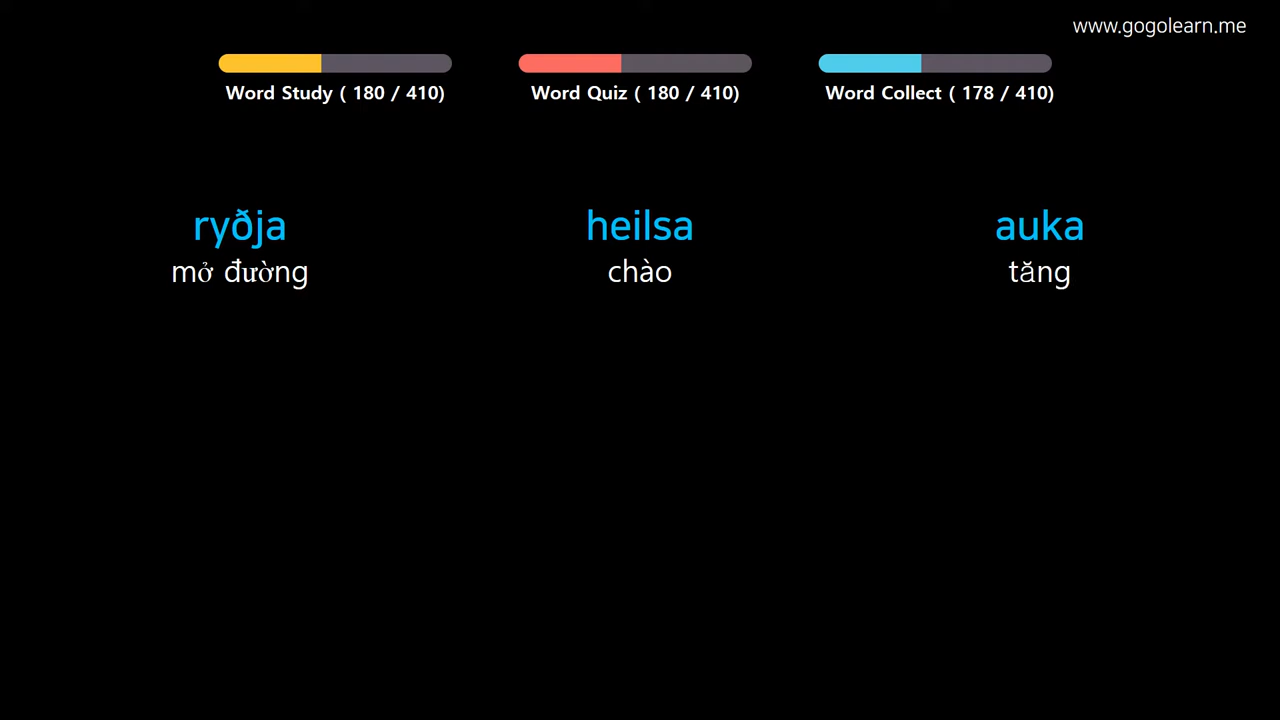 www.gogolearn.me
Word Study ( 180 / 410)
Word Quiz ( 180 / 410)
Word Collect ( 178 / 410)
ryðja
mở đường
heilsa
chào
auka
tăng